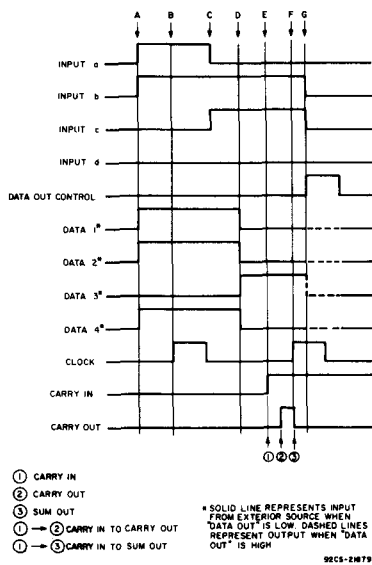 A B C D E F G
INPUT a
INPUT b
INPUT c
INPUT d
DATA OUT CONTROL
DATA 1*
DATA 2*
DATA 3*
DATA 4*
CLOCK
CARRY IN
CARRY OUT
① ② ③
① CARRY IN
② CARRY OUT
③ SUM OUT
① → ② CARRY IN TO CARRY OUT
① → ③ CARRY IN TO SUM OUT
* SOLID LINE REPRESENTS INPUT
FROM EXTERIOR SOURCE WHEN
"DATA OUT" IS LOW. DASHED LINES
REPRESENT OUTPUT WHEN "DATA
OUT" IS HIGH
92CS-21879